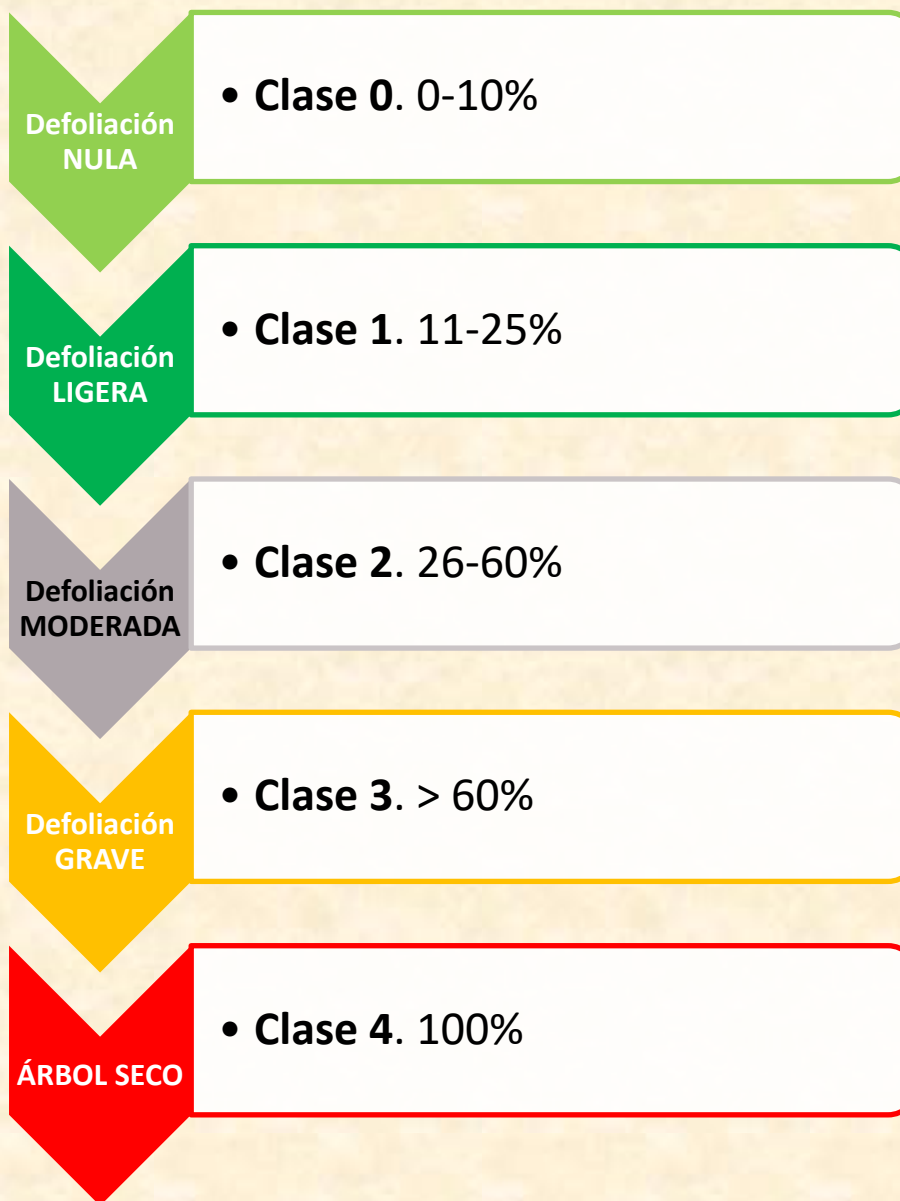 Defoliación
NULA
• Clase 0. 0-10%
Defoliación
LIGERA
• Clase 1. 11-25%
Defoliación
MODERADA
• Clase 2. 26-60%
Defoliación
GRAVE
• Clase 3. > 60%
ÁRBOL SECO
• Clase 4. 100%